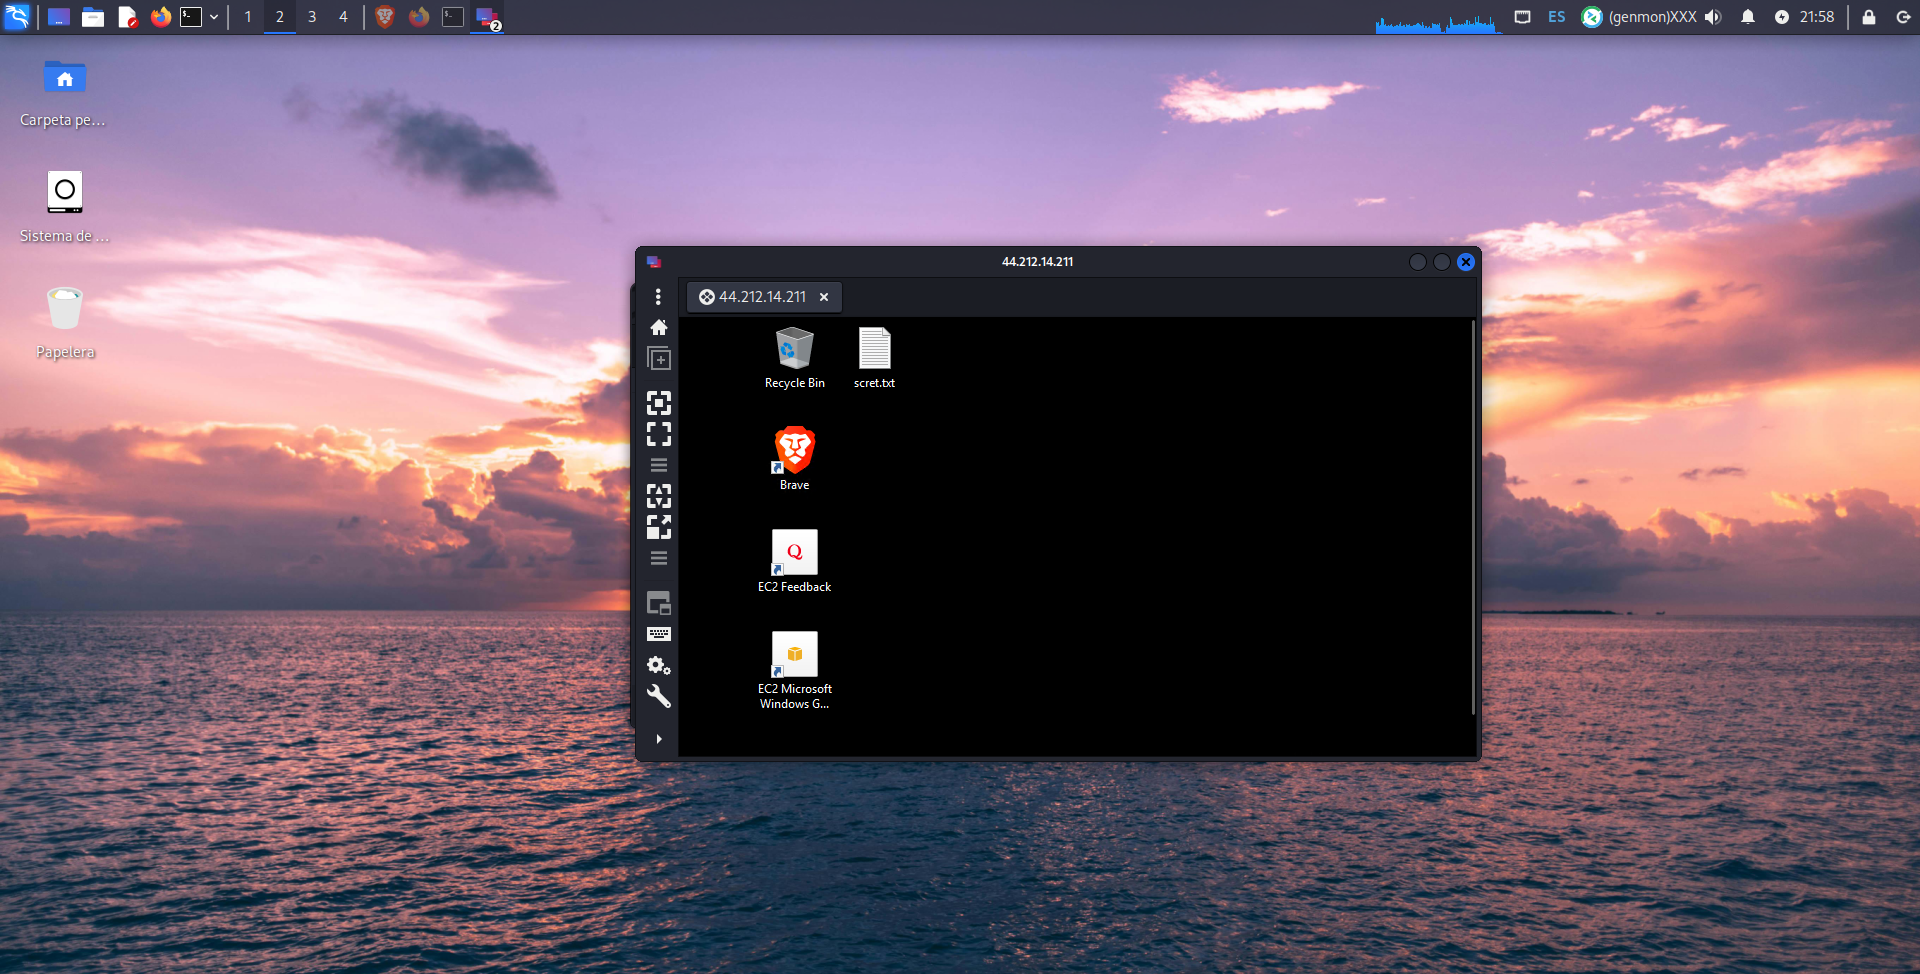 1 2 3 4 2 ES (genmon)XXX 21:58
Carpeta pe...
Sistema de ...
Papelera
44.212.14.211
44.212.14.211
Recycle Bin scret.txt
Brave
Q
EC2 Feedback
EC2 Microsoft
Windows G...